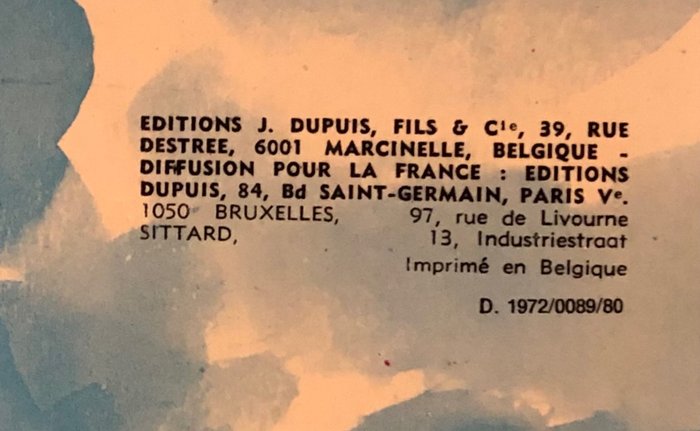 EDITIONS J. DUPUIS, FILS & Cie, 39, RUE
DESTREE, 6001 MARCINELLE, BELGIQUE -
DIFFUSION POUR LA FRANCE : EDITIONS
DUPUIS, 84, Bd SAINT-GERMAIN, PARIS Ve.
1050 BRUXELLES, 97, rue de Livourne
SITTARD, 13, Industriestraat
Imprimé en Belgique
D. 1972/0089/80